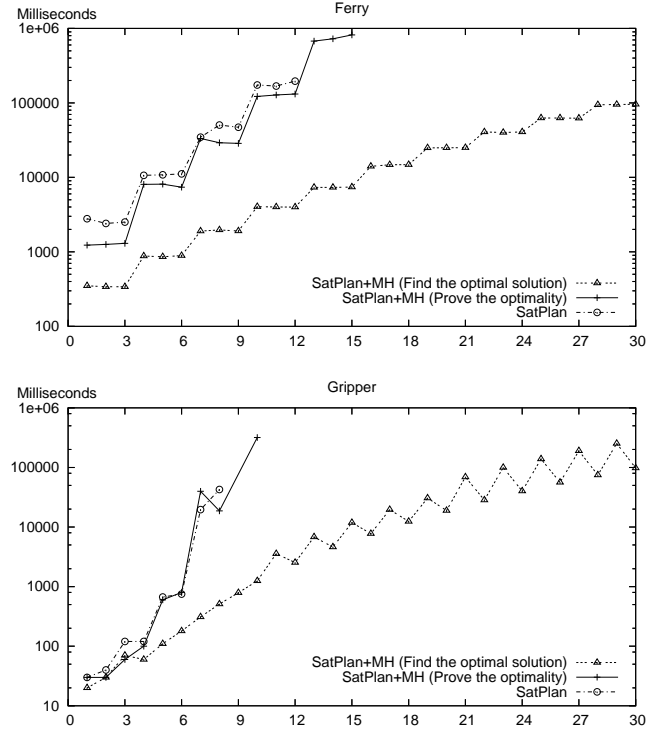 Ferry
Milliseconds
1e+06
100000
10000
1000
100
SatPlan+MH (Find the optimal solution)
SatPlan+MH (Prove the optimality)
SatPlan
0 3 6 9 12 15 18 21 24 27 30
Gripper
Milliseconds
1e+06
100000
10000
1000
100
10
SatPlan+MH (Find the optimal solution)
SatPlan+MH (Prove the optimality)
SatPlan
0 3 6 9 12 15 18 21 24 27 30